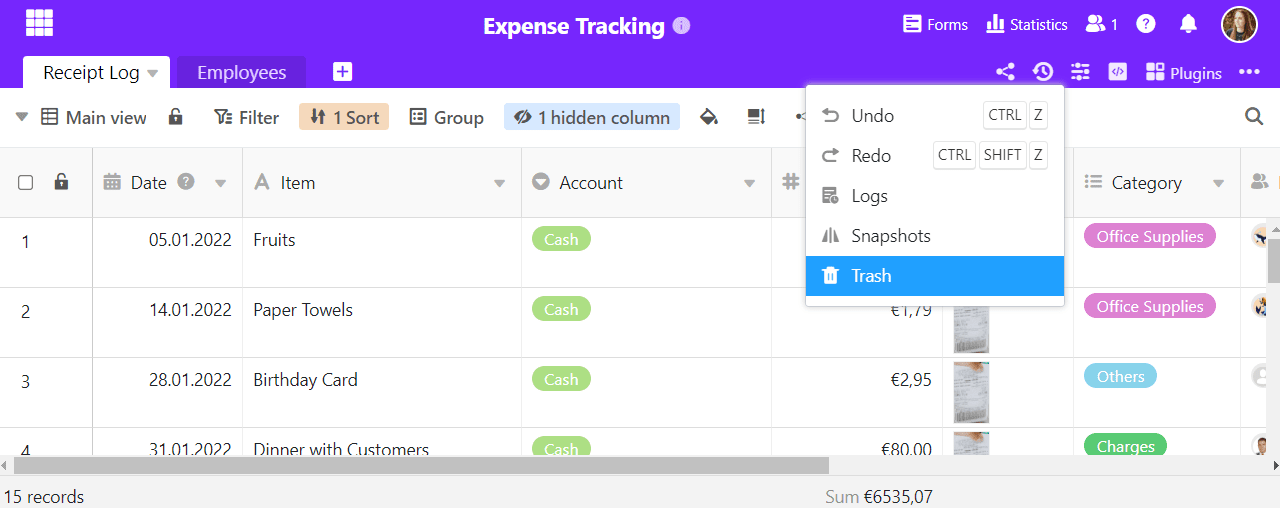 Expense Tracking
Forms
Statistics
1
Receipt Log
Employees
Plugins
Main view
Filter
1 Sort
Group
1 hidden column
Undo CTRL Z
Redo CTRL SHIFT Z
Logs
Snapshots
Trash
Date Item Account Category
1 05.01.2022 Fruits Cash Office Supplies
2 14.01.2022 Paper Towels Cash €1,79 Office Supplies
3 28.01.2022 Birthday Card Cash €2,95 Others
4 31.01.2022 Dinner with Customers Cash €80,00 Charges
15 records Sum €6535,07